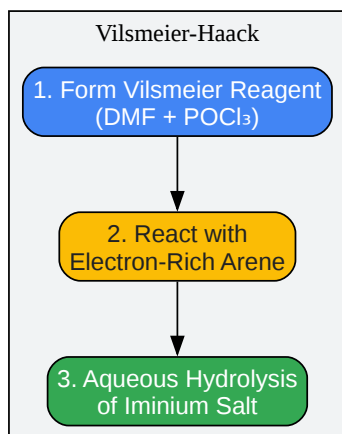 Vilsmeier-Haack
1. Form Vilsmeier Reagent
(DMF + POCl₃)
2. React with
Electron-Rich Arene
3. Aqueous Hydrolysis
of Iminium Salt